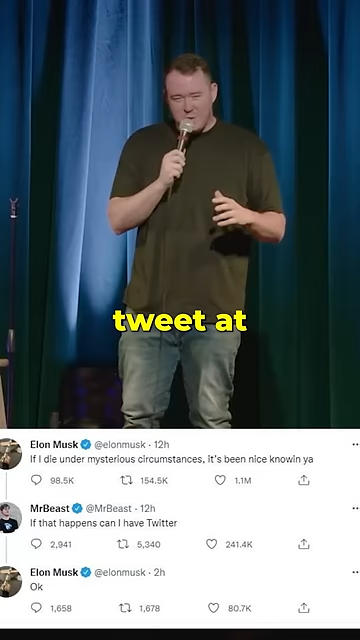 tweet at
Elon Musk @elonmusk · 12h
If I die under mysterious circumstances, it's been nice knowin ya
98.5K 154.5K 1.1M
MrBeast @MrBeast · 12h
If that happens can I have Twitter
2,941 5,340 241.4K
Elon Musk @elonmusk · 2h
Ok
1,658 1,678 80.7K